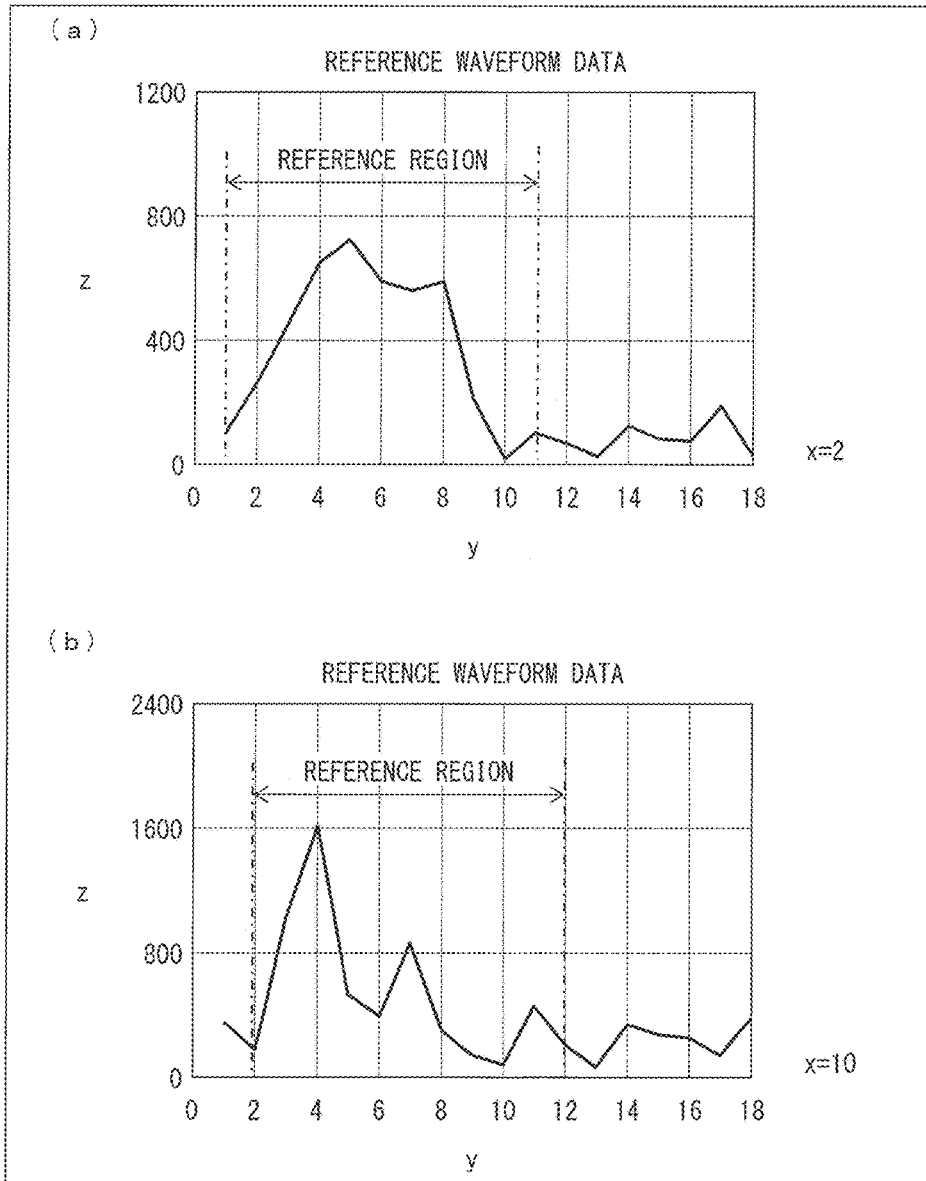 (a)
REFERENCE WAVEFORM DATA
1200
REFERENCE REGION
800
z
400
0
x=2
0 2 4 6 8 10 12 14 16 18
y
(b)
REFERENCE WAVEFORM DATA
2400
REFERENCE REGION
1600
z
800
0
x=10
0 2 4 6 8 10 12 14 16 18
y